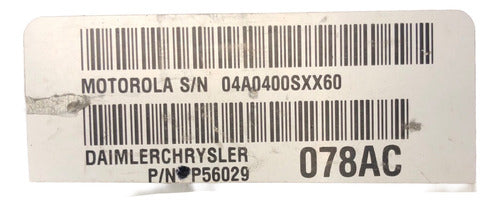 MOTOROLA S/N 04A0400SXX60
DAIMLERCHRYSLER 078AC
P/N P56029